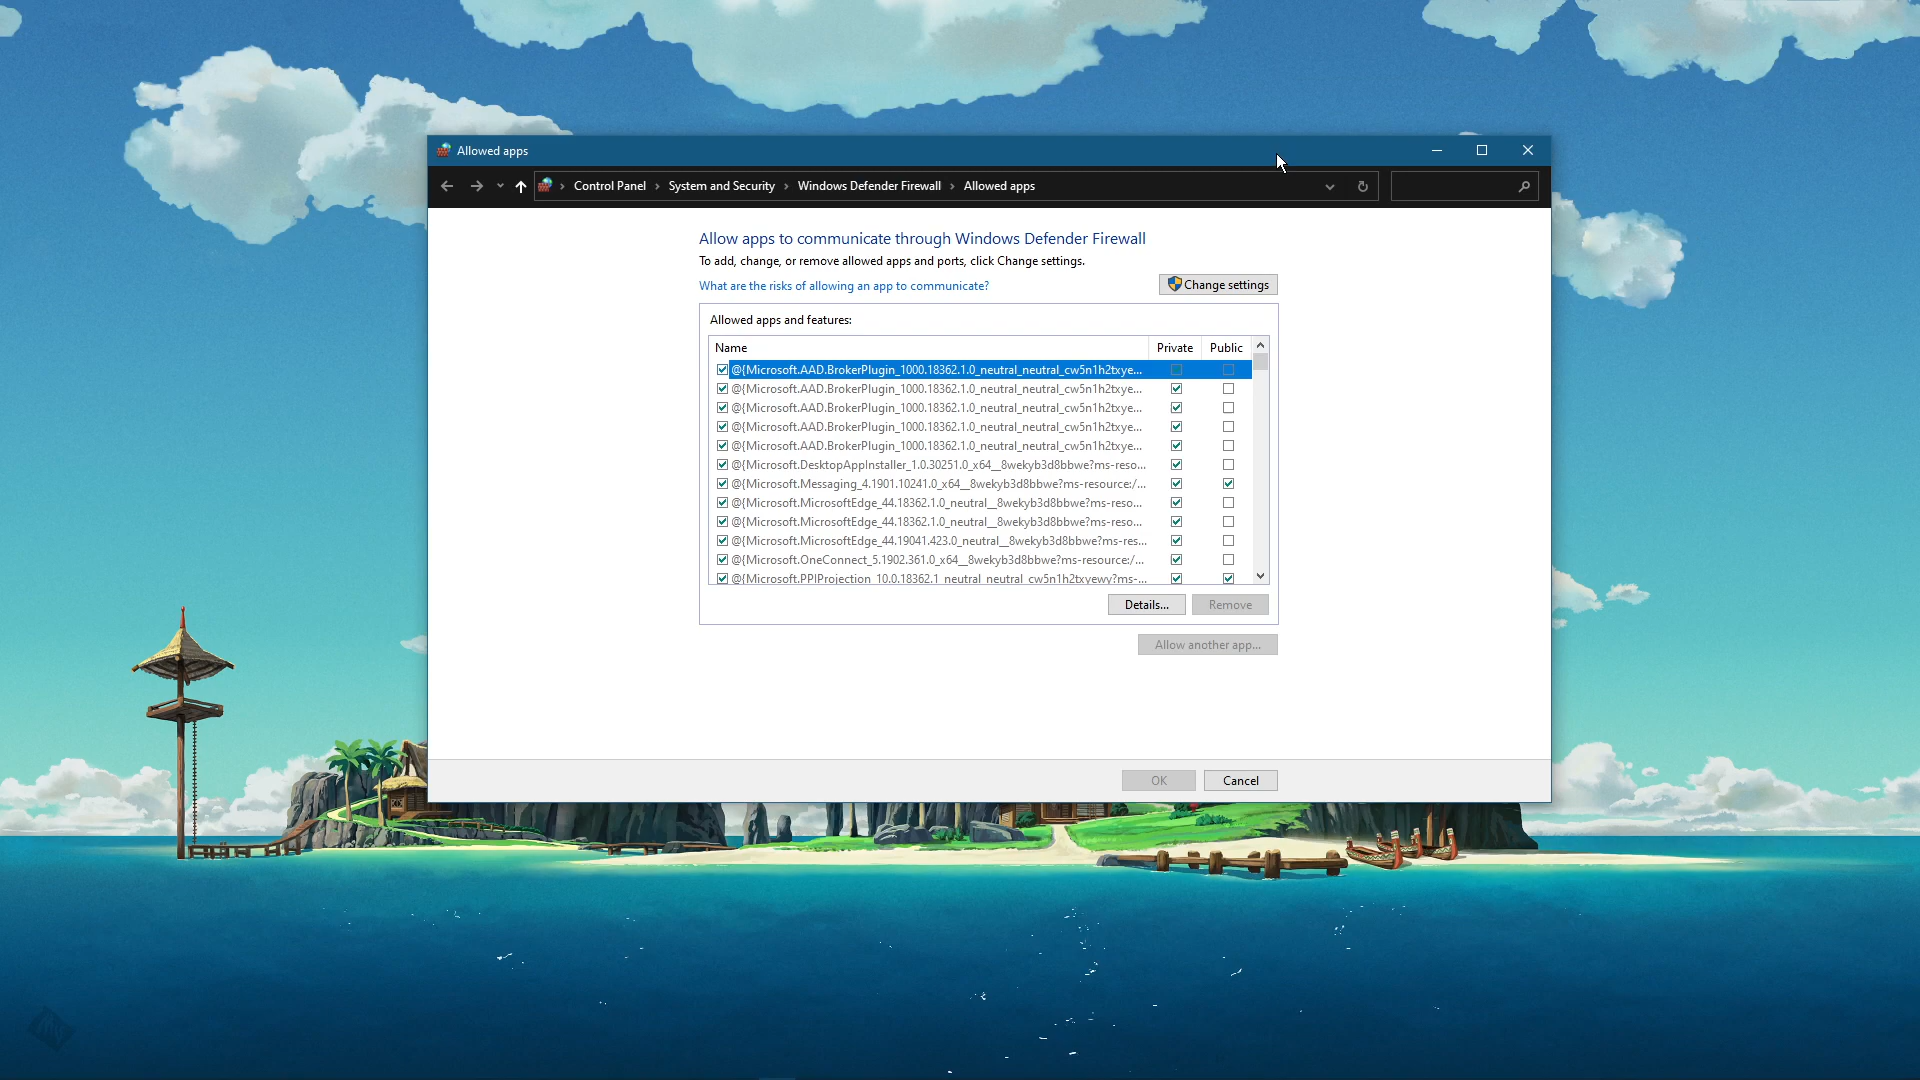 Allowed apps
Control Panel > System and Security > Windows Defender Firewall > Allowed apps
Allow apps to communicate through Windows Defender Firewall
To add, change, or remove allowed apps and ports, click Change settings.
What are the risks of allowing an app to communicate?
Change settings
Allowed apps and features:
Name Private Public
@{Microsoft.AAD.BrokerPlugin_1000.18362.1.0_neutral_neutral_cw5n1h2txye...
@{Microsoft.AAD.BrokerPlugin_1000.18362.1.0_neutral_neutral_cw5n1h2txye...
@{Microsoft.AAD.BrokerPlugin_1000.18362.1.0_neutral_neutral_cw5n1h2txye...
@{Microsoft.AAD.BrokerPlugin_1000.18362.1.0_neutral_neutral_cw5n1h2txye...
@{Microsoft.AAD.BrokerPlugin_1000.18362.1.0_neutral_neutral_cw5n1h2txye...
@{Microsoft.DesktopAppInstaller_1.0.30251.0_x64__8wekyb3d8bbwe?ms-reso...
@{Microsoft.Messaging_4.1901.10241.0_x64__8wekyb3d8bbwe?ms-resource:/...
@{Microsoft.MicrosoftEdge_44.18362.1.0_neutral__8wekyb3d8bbwe?ms-reso...
@{Microsoft.MicrosoftEdge_44.18362.1.0_neutral__8wekyb3d8bbwe?ms-reso...
@{Microsoft.MicrosoftEdge_44.19041.423.0_neutral__8wekyb3d8bbwe?ms-res...
@{Microsoft.OneConnect_5.1902.361.0_x64__8wekyb3d8bbwe?ms-resource:/...
@{Microsoft.PPIProjection_10.0.18362.1_neutral_neutral_cw5n1h2txyewy?ms-...
Details... Remove
Allow another app...
OK Cancel